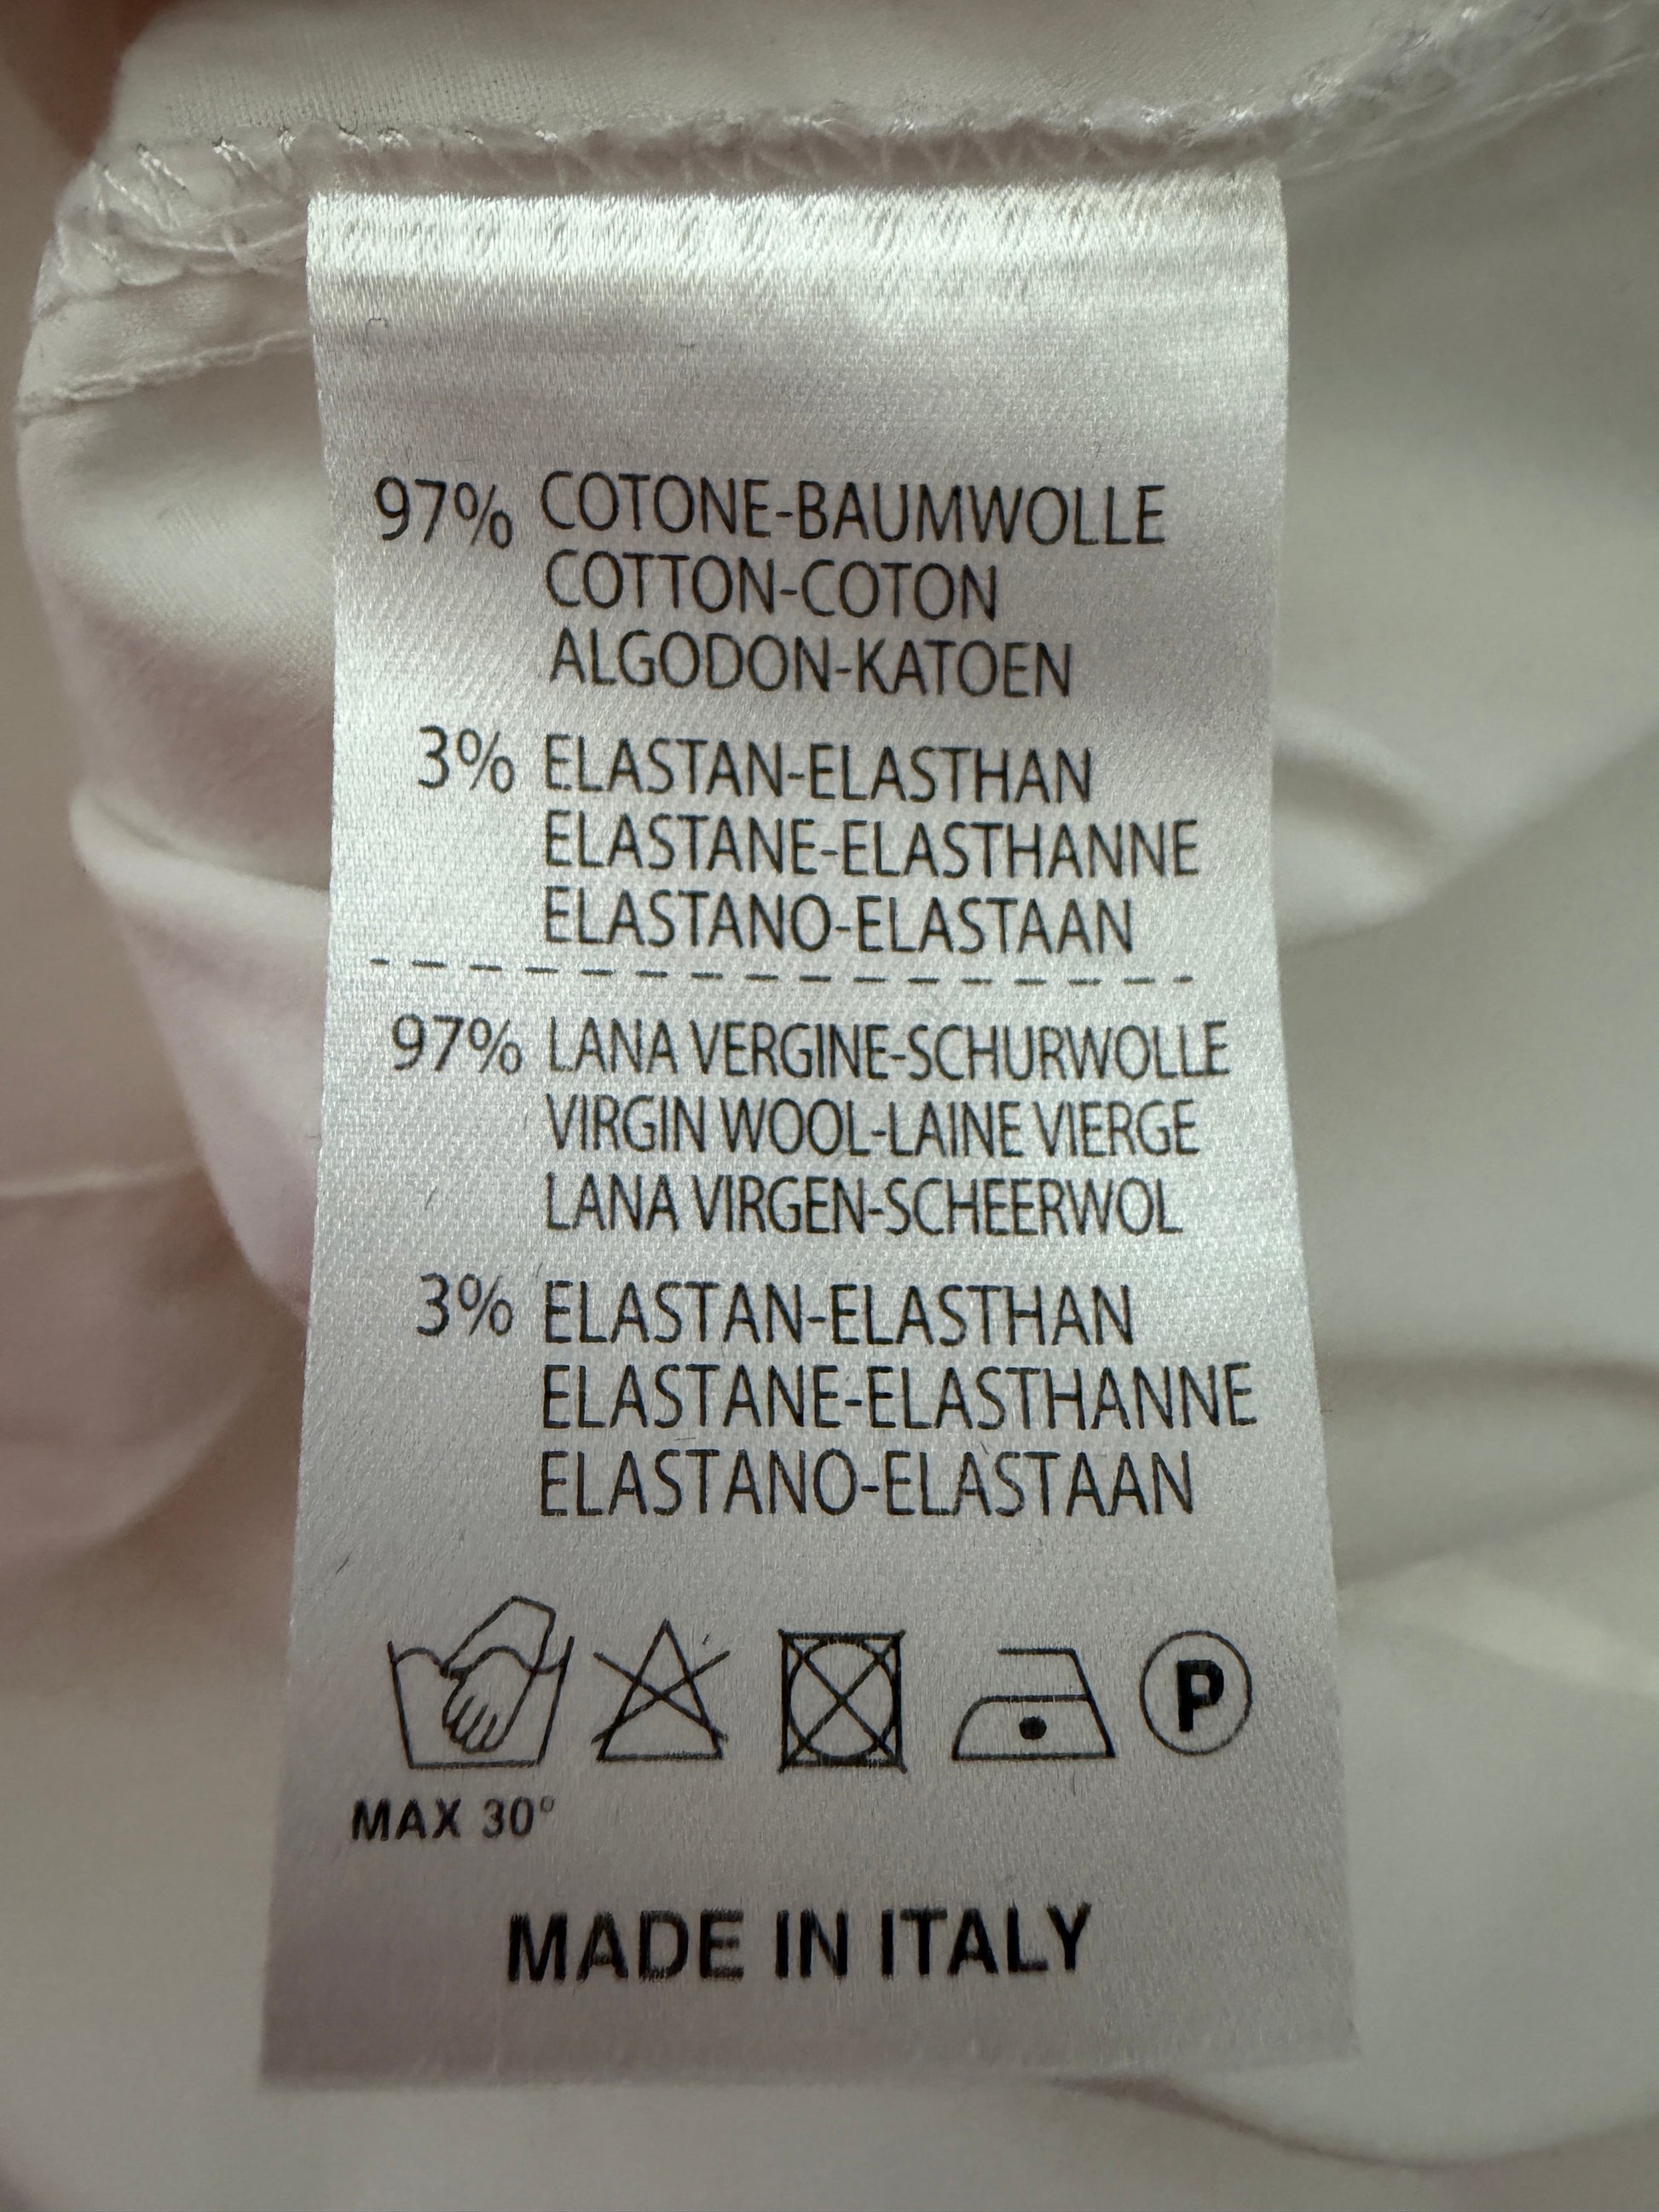 97% COTONE-BAUMWOLLE
COTTON-COTON
ALGODON-KATOEN
3% ELASTAN-ELASTHAN
ELASTANE-ELASTHANNE
ELASTANO-ELASTAAN
97% LANA VERGINE-SCHURWOLLE
VIRGIN WOOL-LAINE VIERGE
LANA VIRGEN-SCHEERWOL
3% ELASTAN-ELASTHAN
ELASTANE-ELASTHANNE
ELASTANO-ELASTAAN
P
MAX 30°
MADE IN ITALY